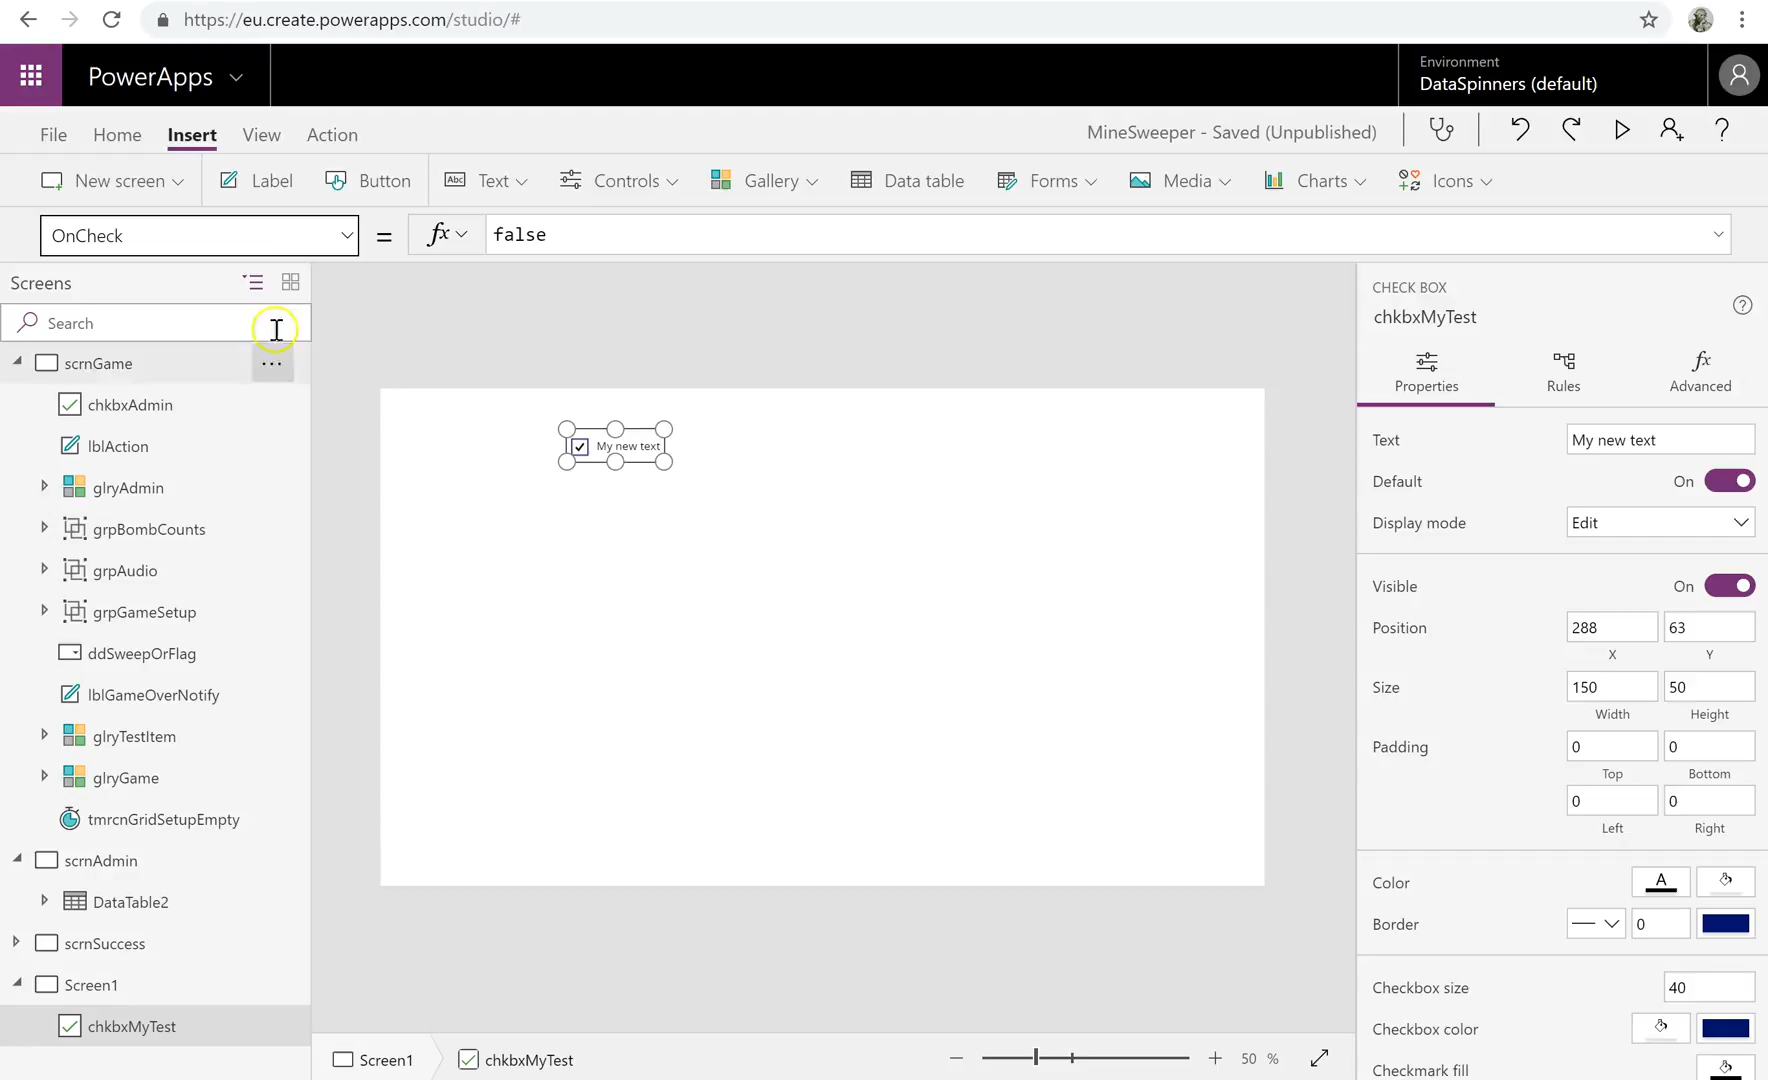 https://eu.create.powerapps.com/studio/#
PowerApps
Environment
DataSpinners (default)
File Home Insert View Action
MineSweeper - Saved (Unpublished)
New screen
Label
Button
Abc Text
Controls
Gallery
Data table
Forms
Media
Charts
Icons
OnCheck
= fx false
Screens
Search
scrnGame
chkbxAdmin
lblAction
glryAdmin
grpBombCounts
grpAudio
grpGameSetup
ddSweepOrFlag
lblGameOverNotify
glryTestItem
glryGame
tmrcnGridSetupEmpty
scrnAdmin
DataTable2
scrnSuccess
Screen1
chkbxMyTest
My new text
Screen1 chkbxMyTest
50 %
CHECK BOX
chkbxMyTest
Properties
Rules
fx Advanced
Text My new text
Default On
Display mode Edit
Visible On
Position 288 63
X Y
Size 150 50
Width Height
Padding 0 0
Top Bottom
0 0
Left Right
Color A
Border 0
Checkbox size 40
Checkbox color
Checkmark fill